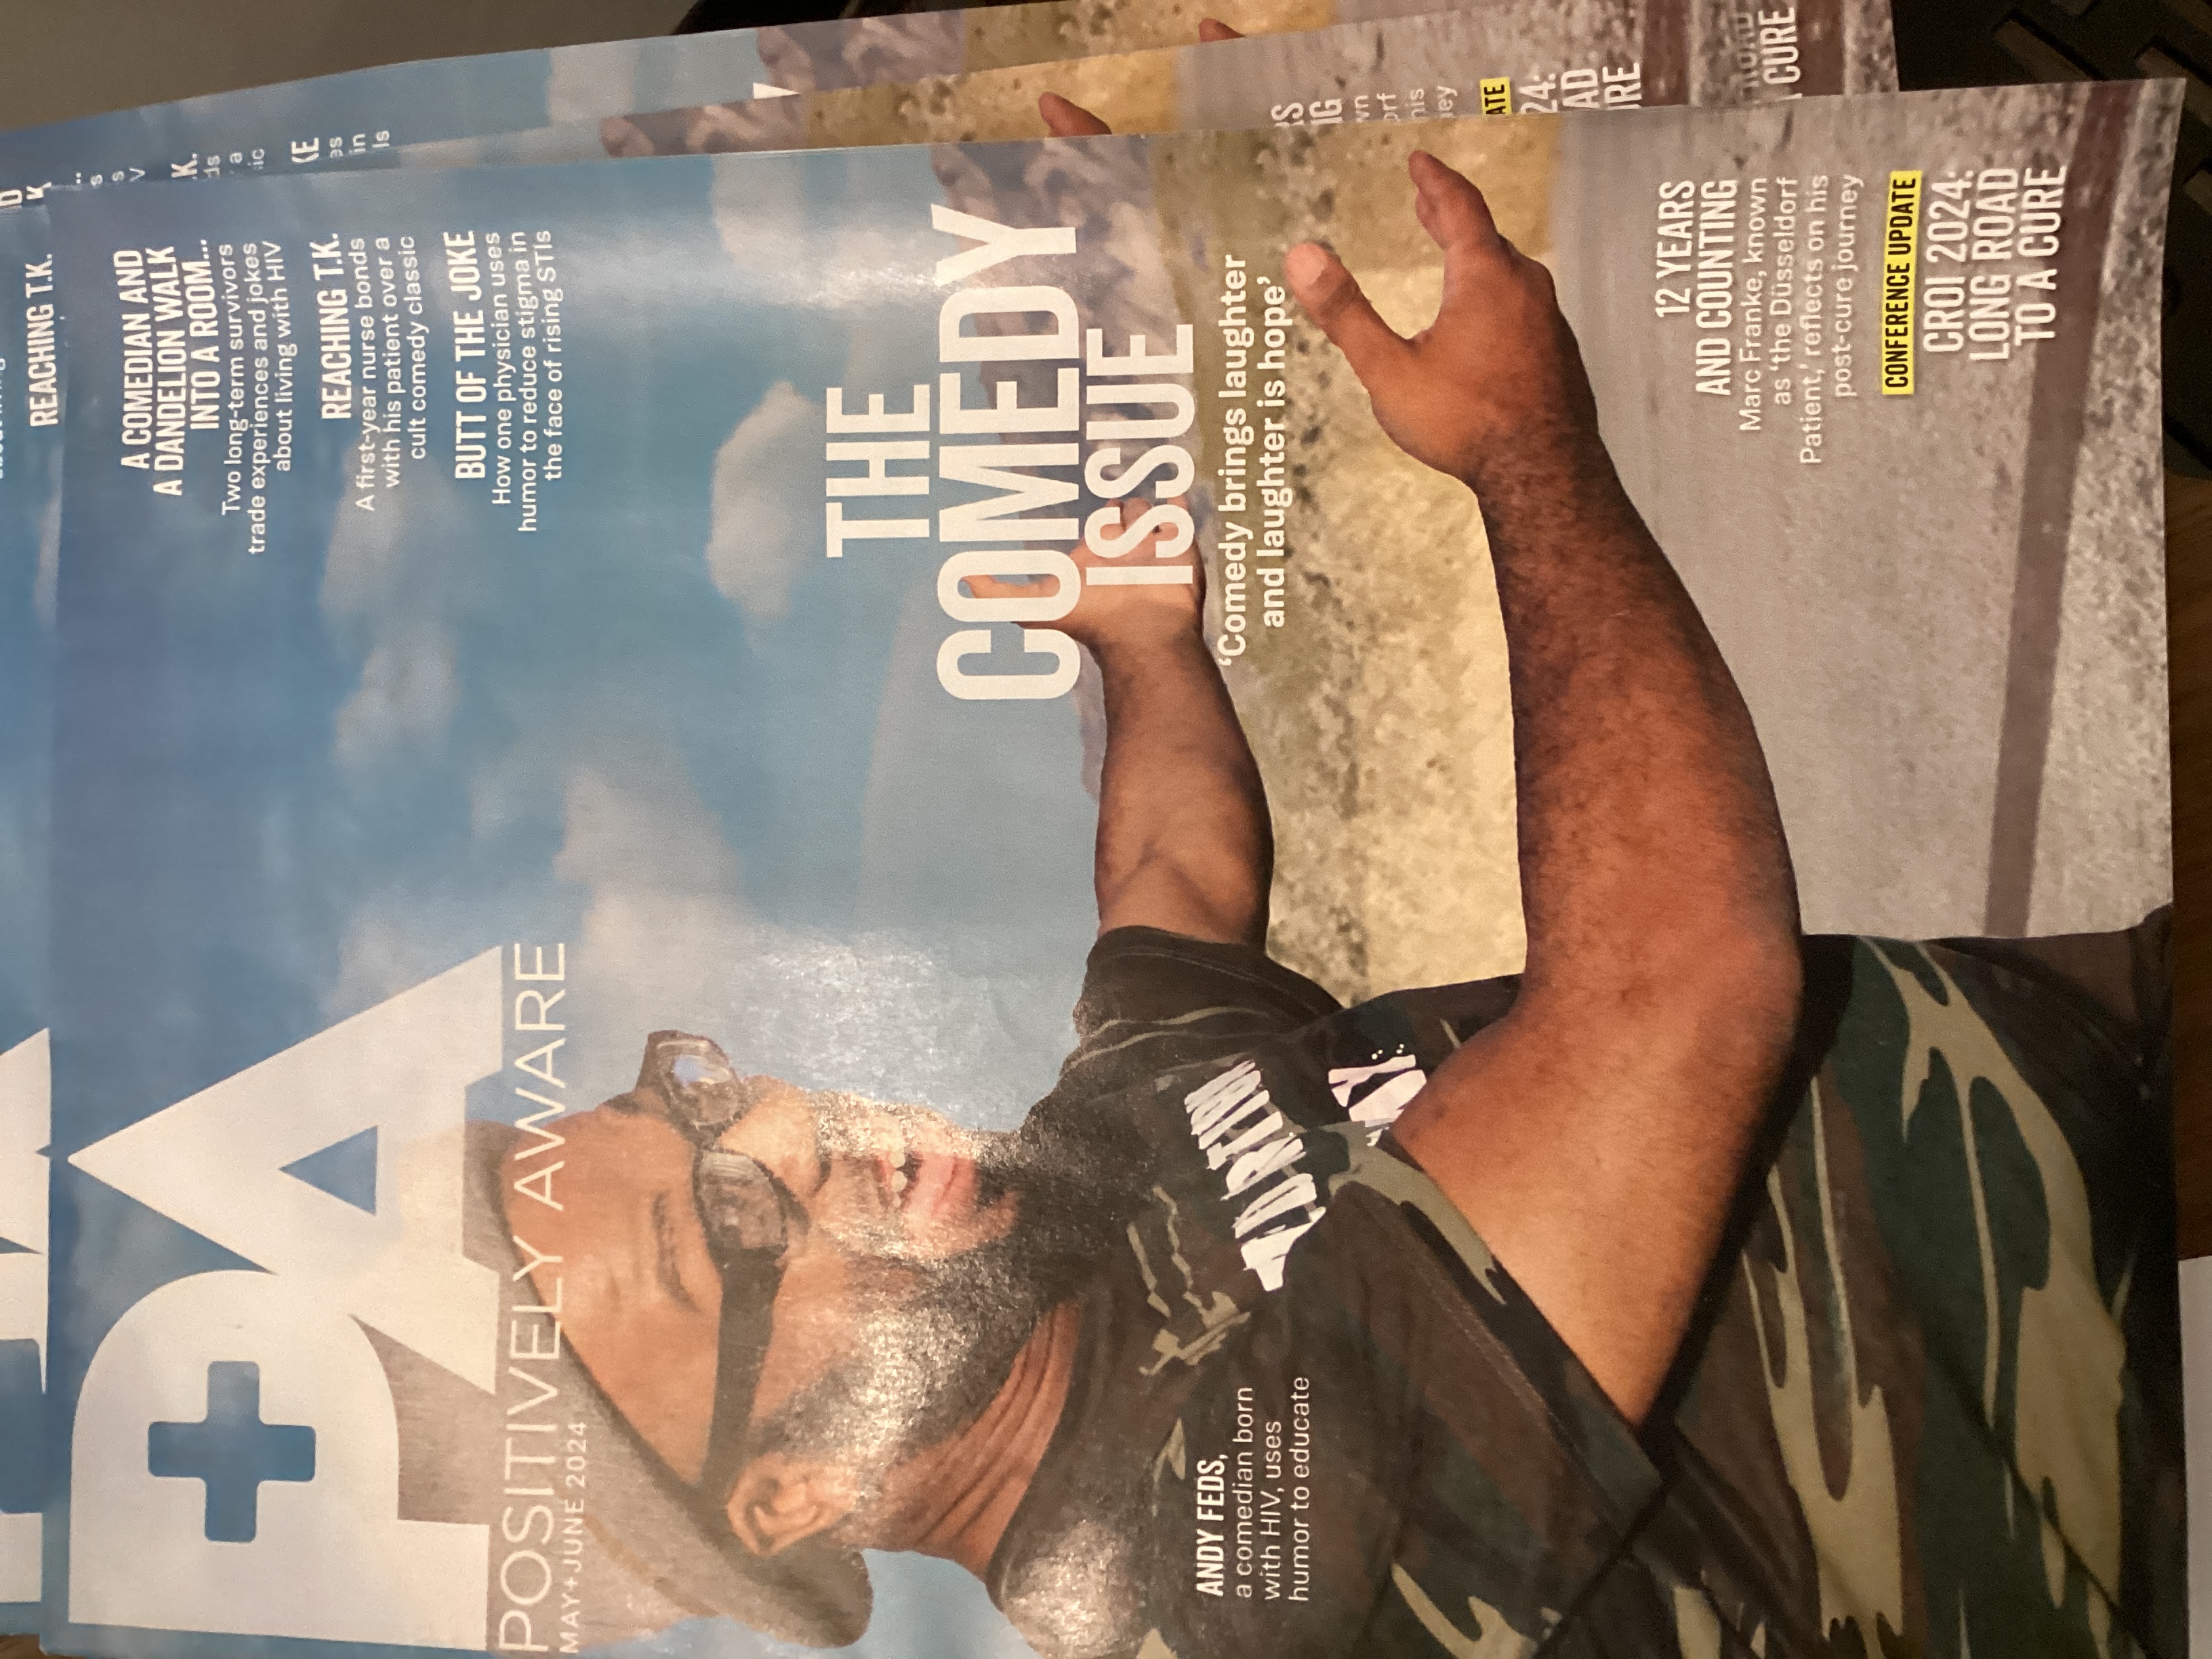 PA
POSITIVELY AWARE
MAY+JUNE 2024
A COMEDIAN AND
A DANDELION WALK
INTO A ROOM...
Two long-term survivors
trade experiences and jokes
about living with HIV
REACHING T.K.
A first-year nurse bonds
with his patient over a
cult comedy classic
BUTT OF THE JOKE
How one physician uses
humor to reduce stigma in
the face of rising STIs
THE
COMEDY
ISSUE
‘Comedy brings laughter
and laughter is hope’
ANDY FEDS,
a comedian born
with HIV, uses
humor to educate
12 YEARS
AND COUNTING
Marc Franke, known
as ‘the Düsseldorf
Patient,’ reflects on his
post-cure journey
CONFERENCE UPDATE
CROI 2024:
LONG ROAD
TO A CURE
REACHING T.K.
CURE